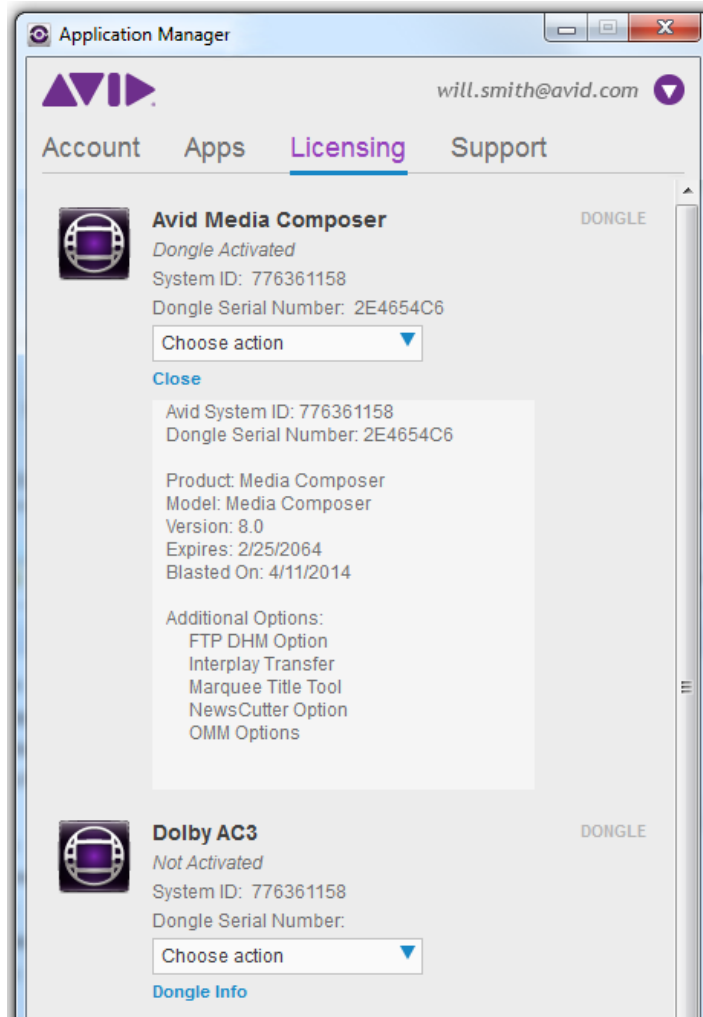 Application Manager
AVID
will.smith@avid.com
Account Apps Licensing Support
Avid Media Composer DONGLE
Dongle Activated
System ID: 776361158
Dongle Serial Number: 2E4654C6
Choose action
Close
Avid System ID: 776361158
Dongle Serial Number: 2E4654C6
Product: Media Composer
Model: Media Composer
Version: 8.0
Expires: 2/25/2064
Blasted On: 4/11/2014
Additional Options:
FTP DHM Option
Interplay Transfer
Marquee Title Tool
NewsCutter Option
OMM Options
Dolby AC3 DONGLE
Not Activated
System ID: 776361158
Dongle Serial Number:
Choose action
Dongle Info